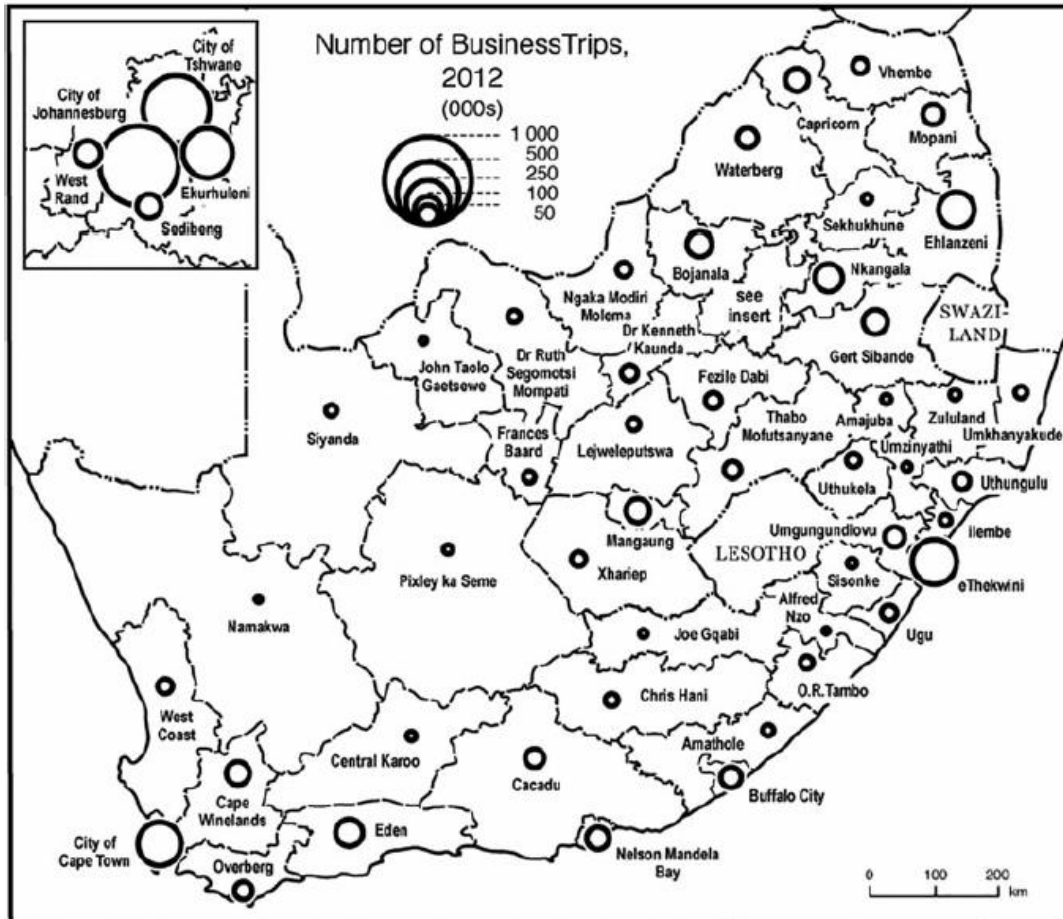 Number of BusinessTrips,
2012
(000s)
1 000
500
250
100
50
City of
Tshwane
City of
Johannesburg
West
Rand
Ekurhuleni
Sedibeng
Vhembe
Capricorn
Mopani
Waterberg
Sekhukhune
Ehlanzeni
Bojanala
Nkangala
see
insert
Ngaka Modiri
Molema
SWAZI-
LAND
Dr Kenneth
Kaunda
Gert Sibande
John Taolo
Gaetsewe
Dr Ruth
Segomotsi
Mompati
Fezile Dabi
Siyanda
Frances
Baard
Lejweleputswa
Thabo
Mofutsanyane
Amajuba
Zululand
Umkhanyakude
Umzinyathi
Uthukela
Uthungulu
Mangaung
Umgungundlovu
Ilembe
LESOTHO
Pixley ka Seme
Xhariep
Sisonke
eThekwini
Namakwa
Alfred
Nzo
Ugu
Joe Gqabi
O.R.Tambo
Chris Hani
West
Coast
Central Karoo
Amathole
Cacadu
Buffalo City
Cape
Winelands
Eden
City of
Cape Town
Nelson Mandela
Bay
Overberg
0 100 200
km